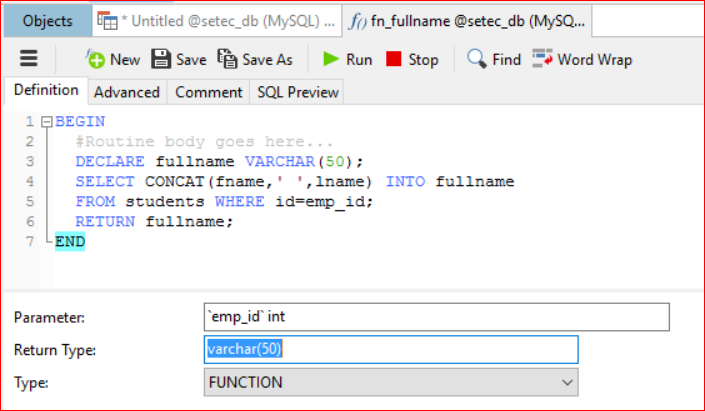 Objects * Untitled @setec_db (MySQL) ... f() fn_fullname @setec_db (MySQ...
New Save Save As Run Stop Find Word Wrap
Definition Advanced Comment SQL Preview
1 BEGIN
2 #Routine body goes here...
3 DECLARE fullname VARCHAR(50);
4 SELECT CONCAT(fname,' ',lname) INTO fullname
5 FROM students WHERE id=emp_id;
6 RETURN fullname;
7 END
Parameter: `emp_id` int
Return Type: varchar(50)
Type: FUNCTION